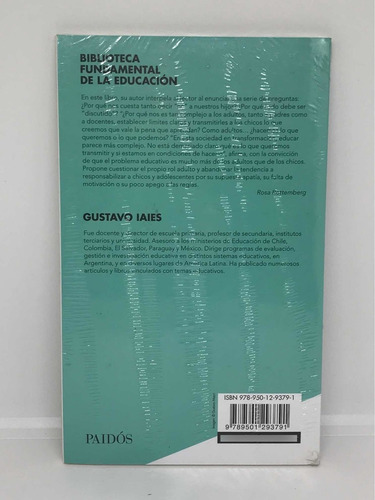 BIBLIOTECA
FUNDAMENTAL
DE LA EDUCACIÓN
En este libro, su autor interpela al lector al enunciar una serie de preguntas:
¿Por qué nos cuesta tanto decir "no" a nuestros hijos? ¿Por qué todo debe ser
"discutido"? "¿Por qué nos es tan complejo a los adultos, tanto padres como
a docentes, establecer límites claros y transmitirles a los chicos lo que
creemos que vale la pena que aprendan? Como adultos... ¿hacemos lo que
queremos o lo que podemos? "En esta sociedad en transformación, educar
parece más complejo. No está demasiado claro qué es lo que queremos
transmitir y si estamos en condiciones de hacerlo", afirma, con la convicción
de que el problema educativo es mucho más de los adultos que de los chicos.
Propone cuestionar el propio rol adulto y abandonar la tendencia a
responsabilizar a chicos y adolescentes por su supuesta apatía, su falta de
motivación o su poco apego a las reglas.
Rosa Rottemberg
GUSTAVO IAIES
Fue docente y director de escuela primaria, profesor de secundaria, institutos
terciarios y universidad. Asesoró a los ministerios de Educación de Chile,
Colombia, El Salvador, Paraguay y México. Dirige programas de evaluación,
gestión e investigación educativa en distintos sistemas educativos, en
Argentina, y en diversos lugares de América Latina. Ha publicado numerosos
artículos y libros vinculados con temas educativos.
ISBN 978-950-12-9379-1
9 789501 293791
PAIDÓS